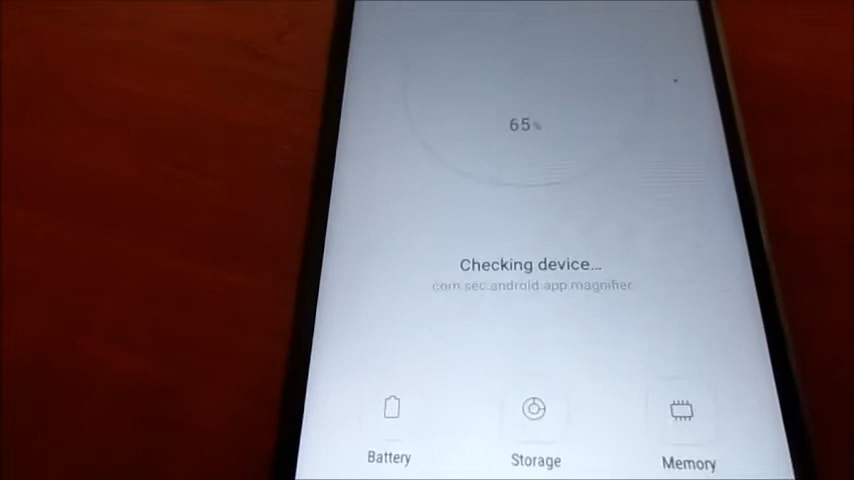 65%
Checking device...
com.sec.android.app.magnifier
Battery
Storage
Memory